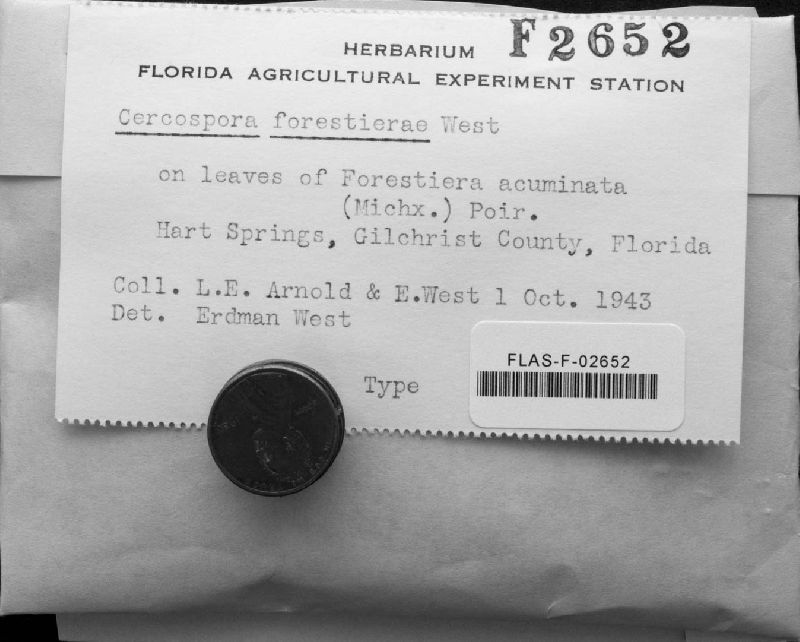 HERBARIUM F2652
FLORIDA AGRICULTURAL EXPERIMENT STATION
Cercospora forestierae West
on leaves of Forestiera acuminata
(Michx.) Poir.
Hart Springs, Gilchrist County, Florida
Coll. L.E. Arnold & E.West 1 Oct. 1943
Det. Erdman West
Type
FLAS-F-02652